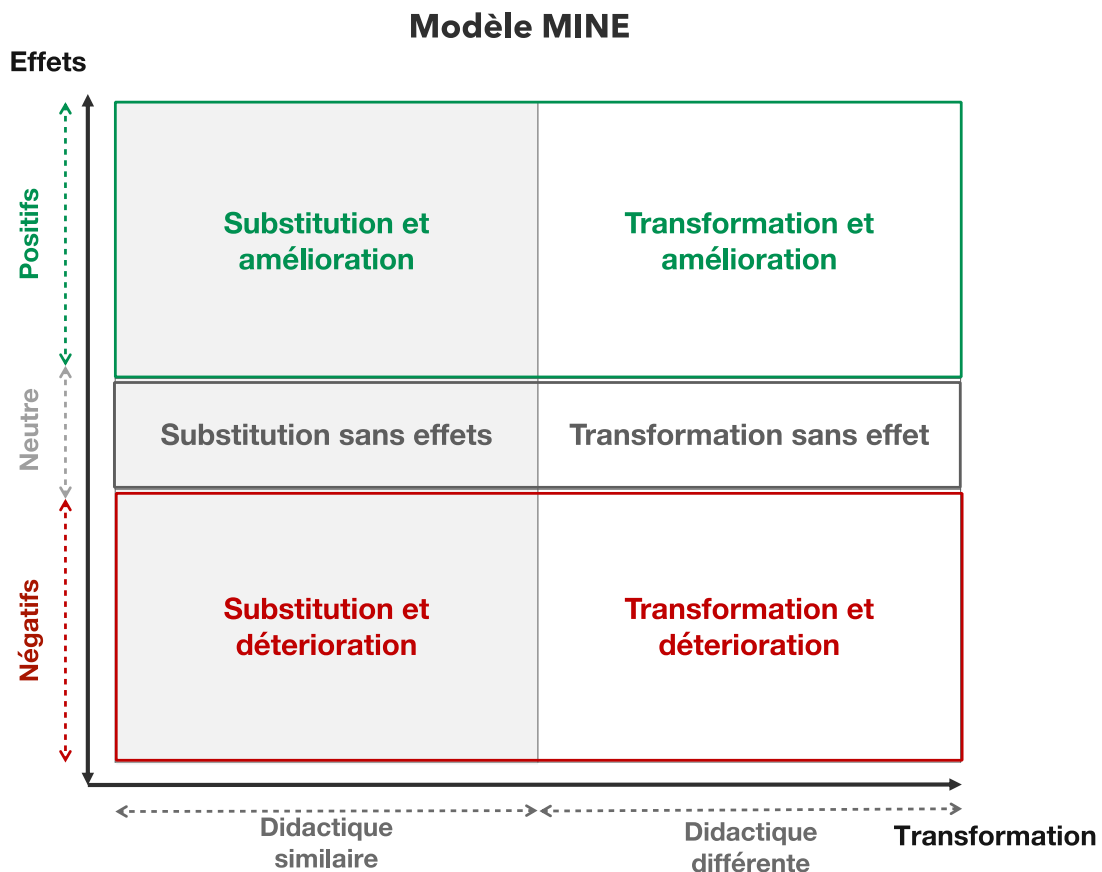 Modèle MINE
Effets
Positifs
Substitution et
amélioration
Transformation et
amélioration
Neutre
Substitution sans effets
Transformation sans effet
Négatifs
Substitution et
déterioration
Transformation et
déterioration
Didactique
similaire
Didactique
différente
Transformation